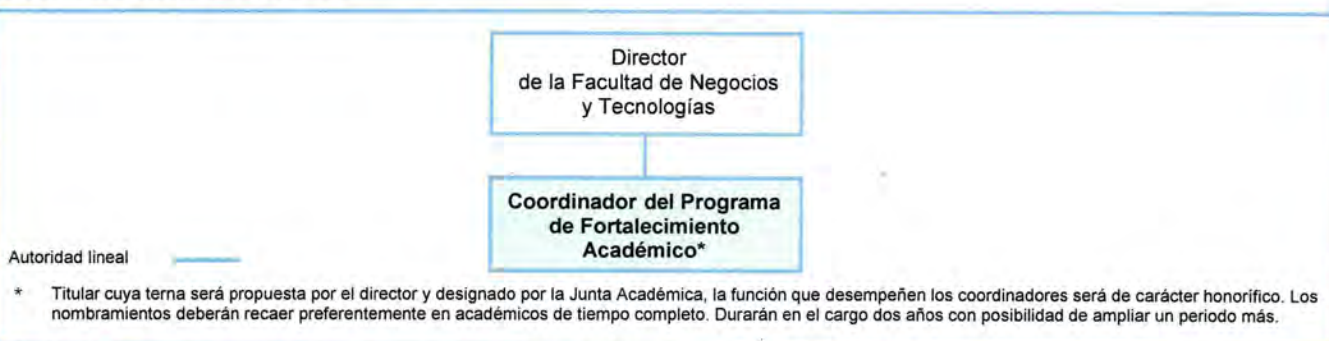 Director
de la Facultad de Negocios
y Tecnologías
Coordinador del Programa
de Fortalecimiento
Académico*
Autoridad lineal
* Titular cuya terna será propuesta por el director y designado por la Junta Académica, la función que desempeñen los coordinadores será de carácter honorífico. Los
nombramientos deberán recaer preferentemente en académicos de tiempo completo. Durarán en el cargo dos años con posibilidad de ampliar un periodo más.